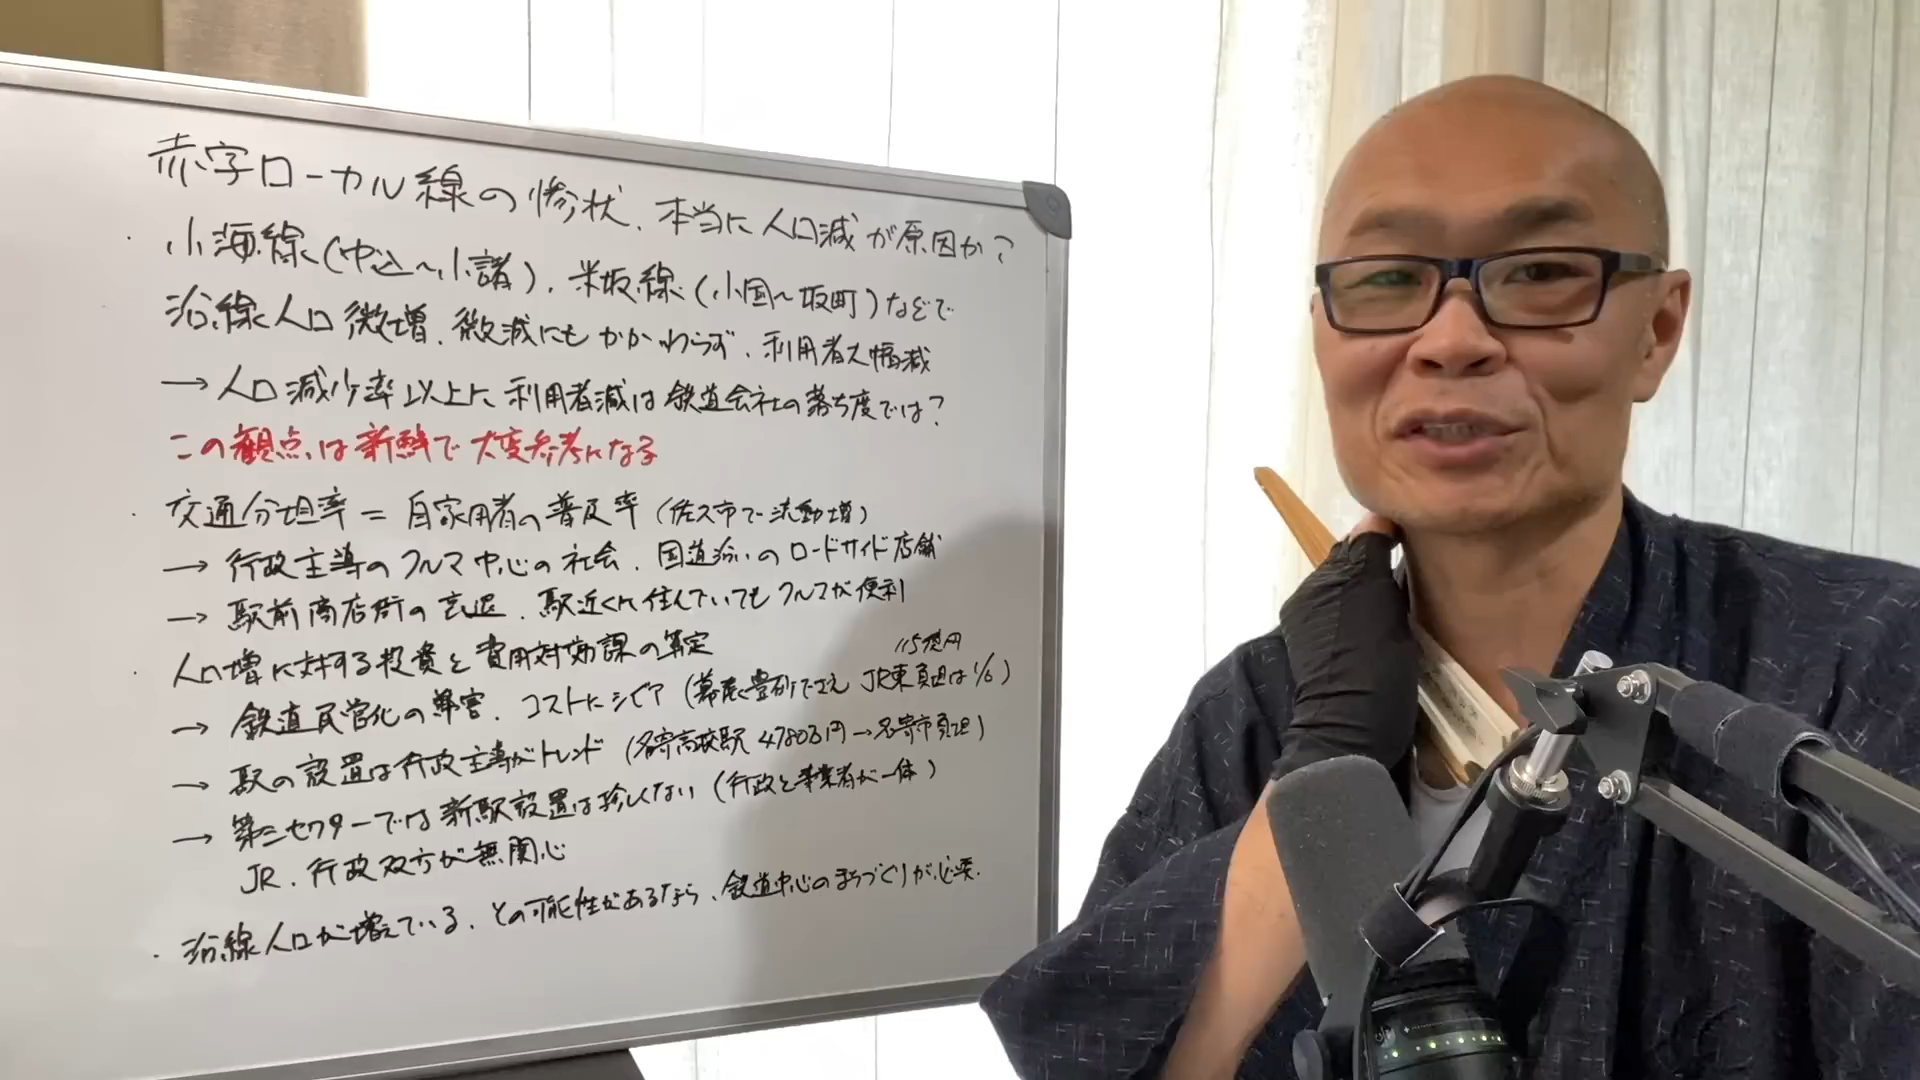 赤字ローカル線の惨状、本当に人口減が原因か？
・小海線(中込～小諸)、米坂線(小国～坂町)などで
沿線人口微増、微減にもかかわらず、利用者大幅減
→人口減少率以上に利用者減は鉄道会社の落ち度では？
この観点は新鮮で大変参考になる
・交通分担率＝自家用者の普及率(佐久市で流動増)
→行政主導のクルマ中心の社会、国道沿いのロードサイド店舗
→駅前商店街の衰退、駅近くに住んでいてもクルマが便利
・人口増に対する投資と費用対効課の算定
115億円
→鉄道民営化の弊害、コストにシビア(幕張豊砂でさえJR東負担は1/6)
→駅の設置は行政主導がトレンド(名寄高校駅4780万円→名寄市負担)
→第三セクターでは新駅設置は珍しくない(行政と事業者が一体)
JR、行政双方が無関心
・沿線人口が増えている、その可能性があるなら、鉄道中心のまちづくりが必要.